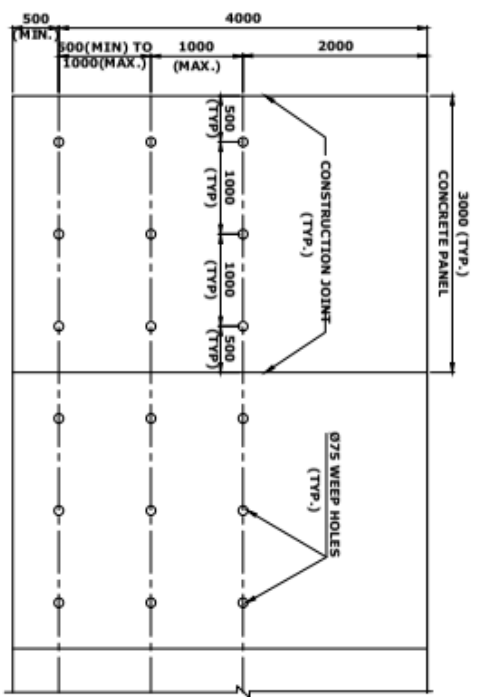 500
(MIN.)
4000
500(MIN) TO
1000(MAX.)
1000
(MAX.)
2000
500
(TYP)
1000
(TYP)
1000
(TYP)
500
(TYP)
CONSTRUCTION JOINT
(TYP.)
3000 (TYP.)
CONCRETE PANEL
Ø75 WEEP HOLES
(TYP.)